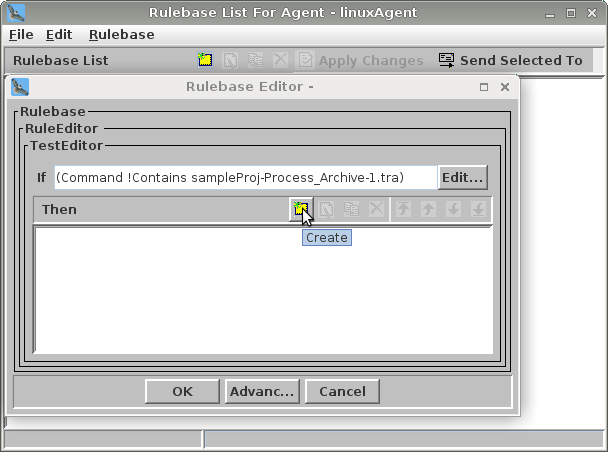 Rulebase List For Agent - linuxAgent
File Edit Rulebase
Rulebase List Apply Changes Send Selected To
Rulebase Editor -
Rulebase
RuleEditor
TestEditor
If (Command !Contains sampleProj-Process_Archive-1.tra) Edit...
Then
Create
OK Advanc... Cancel